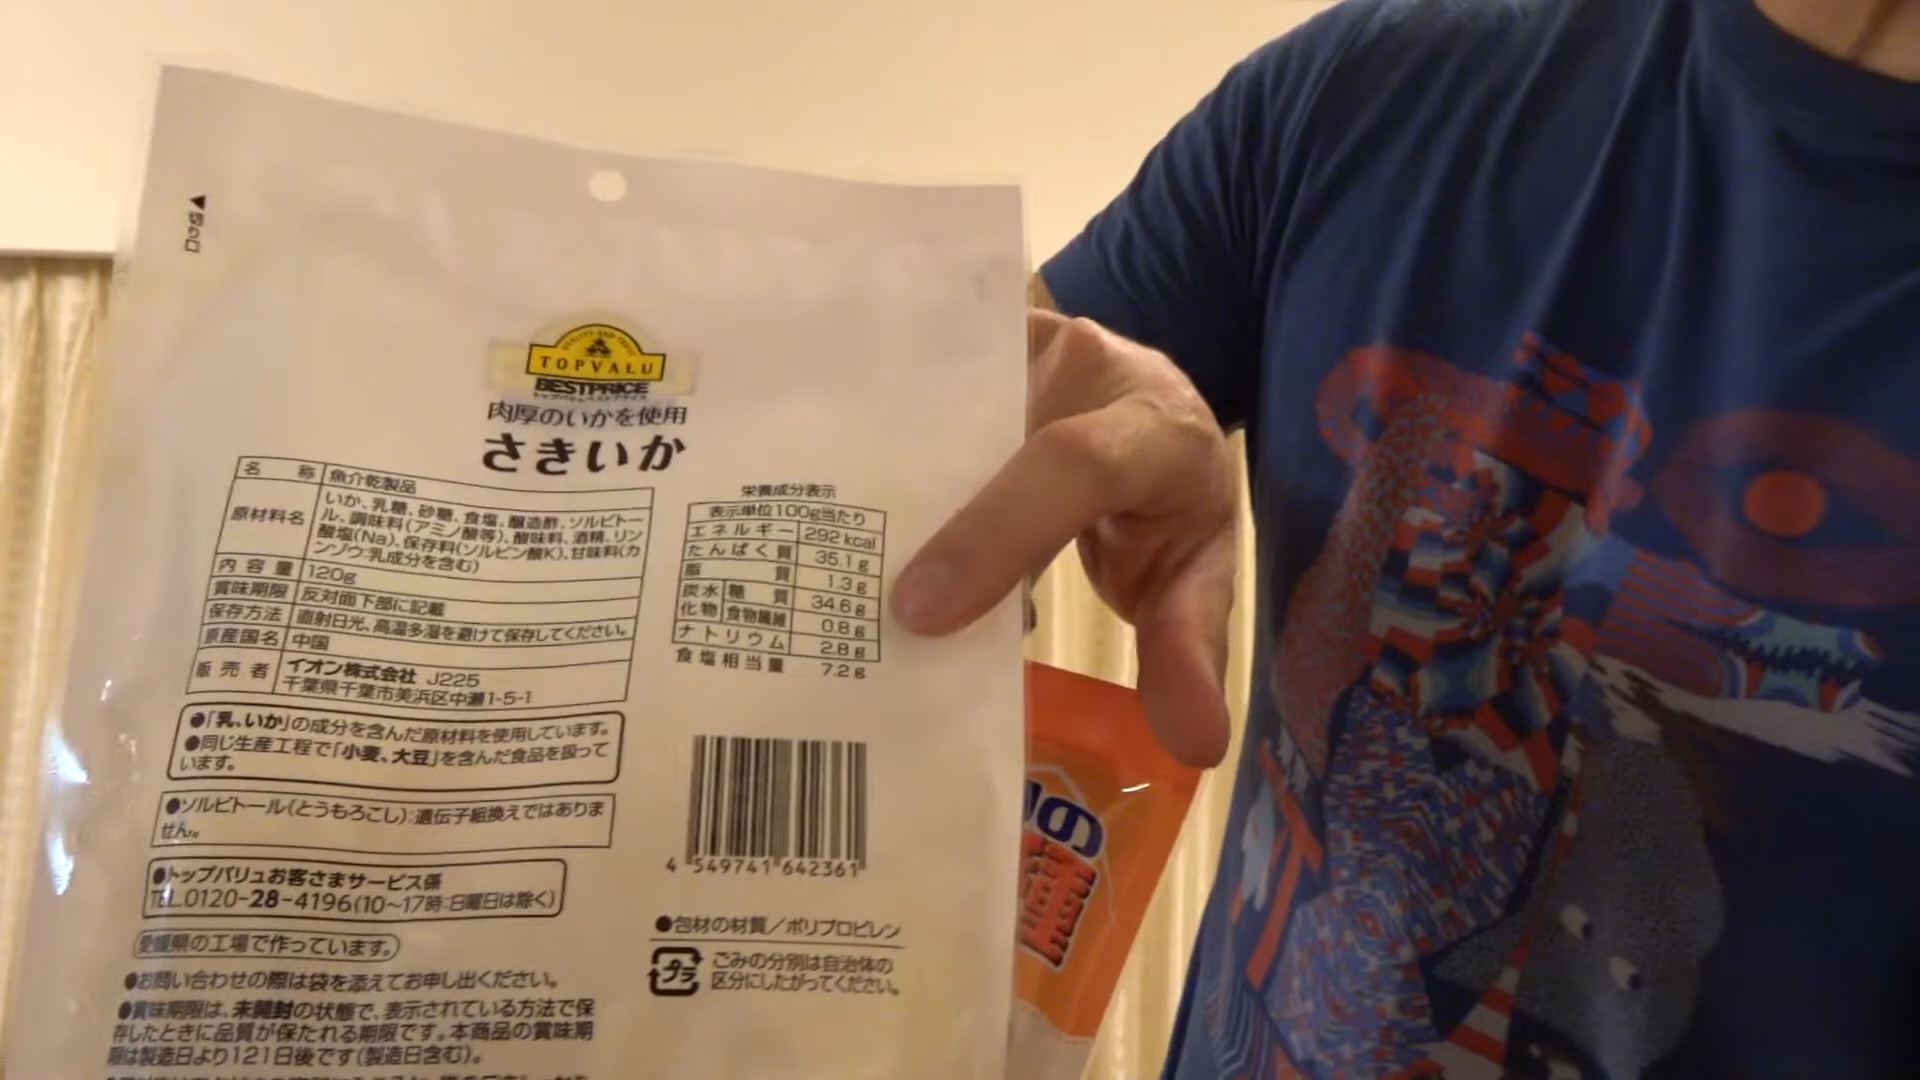 開け口
QUALITY AND TRUST
TOPVALU
BESTPRICE
トップバリュベストプライス
肉厚のいかを使用
さきいか
名 称 魚介乾製品
原材料名 いか、乳糖、砂糖、食塩、醸造酢、ソルビトー
ル、調味料(アミノ酸等)、酸味料、酒精、リン
酸塩(Na)、保存料(ソルビン酸K)、甘味料(カ
ンゾウ:乳成分を含む)
内容量 120g
賞味期限 反対面下部に記載
保存方法 直射日光、高温多湿を避けて保存してください。
原産国名 中国
販売者 イオン株式会社 J225
千葉県千葉市美浜区中瀬1-5-1
●「乳、いか」の成分を含んだ原材料を使用しています。
●同じ生産工程で「小麦、大豆」を含んだ食品を扱って
います。
●ソルビトール(とうもろこし):遺伝子組換えではありま
せん。
●トップバリュお客さまサービス係
TEL.0120-28-4196(10〜17時:日曜日は除く)
愛媛県の工場で作っています。
●お問い合わせの際は袋を添えてお申し出ください。
●賞味期限は、未開封の状態で、表示されている方法で保
存したときに品質が保たれる期限です。本商品の賞味期
限は製造日より121日後です(製造日含む)。
栄養成分表示
表示単位100g当たり
エネルギー 292kcal
たんぱく質 35.1g
脂質 1.3g
炭水化物 糖質 34.6g
食物繊維 0.8g
ナトリウム 2.8g
食塩相当量 7.2g
4 549741 642361
●包材の材質/ポリプロピレン
プラ
ごみの分別は自治体の
区分にしたがってください。
の
種